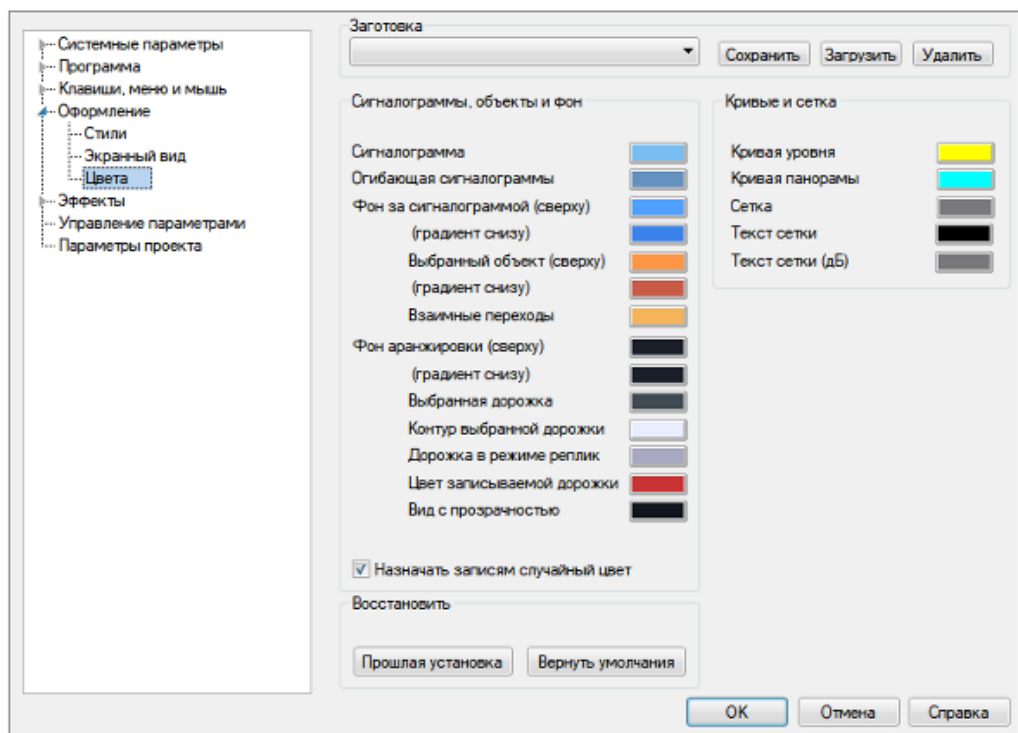 Системные параметры
Программа
Клавиши, меню и мышь
Оформление
Стили
Экранный вид
Цвета
Эффекты
Управление параметрами
Параметры проекта
Заготовка
Сохранить Загрузить Удалить
Сигналограммы, объекты и фон
Сигналограмма
Огибающая сигналограммы
Фон за сигналограммой (сверху)
(градиент снизу)
Выбранный объект (сверху)
(градиент снизу)
Взаимные переходы
Фон аранжировки (сверху)
(градиент снизу)
Выбранная дорожка
Контур выбранной дорожки
Дорожка в режиме реплик
Цвет записываемой дорожки
Вид с прозрачностью
Назначать записям случайный цвет
Кривые и сетка
Кривая уровня
Кривая панорамы
Сетка
Текст сетки
Текст сетки (дБ)
Восстановить
Прошлая установка Вернуть умолчания
OK Отмена Справка